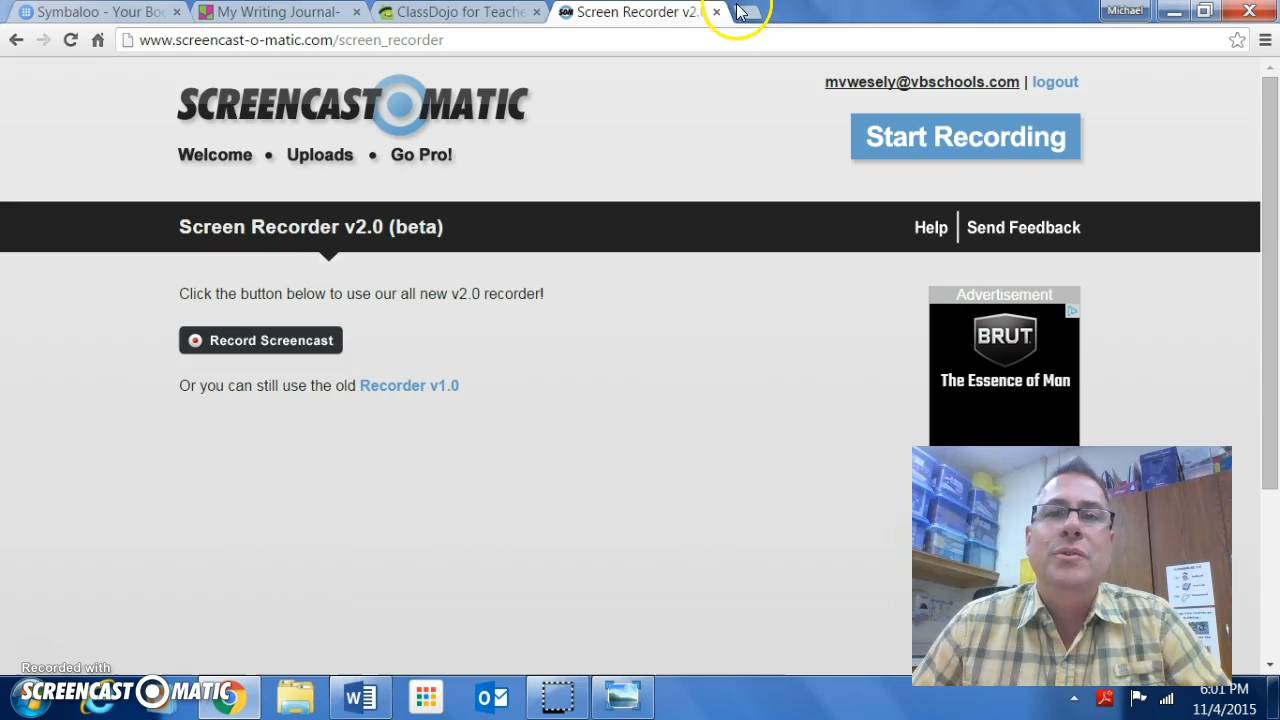 Symbaloo - Your Boo
My Writing Journal-
ClassDojo for Teache
Screen Recorder v2.0
Michael
www.screencast-o-matic.com/screen_recorder
SCREENCAST O MATIC
mvwesely@vbschools.com | logout
Start Recording
Welcome • Uploads • Go Pro!
Screen Recorder v2.0 (beta)
Help | Send Feedback
Click the button below to use our all new v2.0 recorder!
Record Screencast
Or you can still use the old Recorder v1.0
Advertisement
BRUT
The Essence of Man
Recorded with
SCREENCAST O MATIC
6:01 PM
11/4/2015